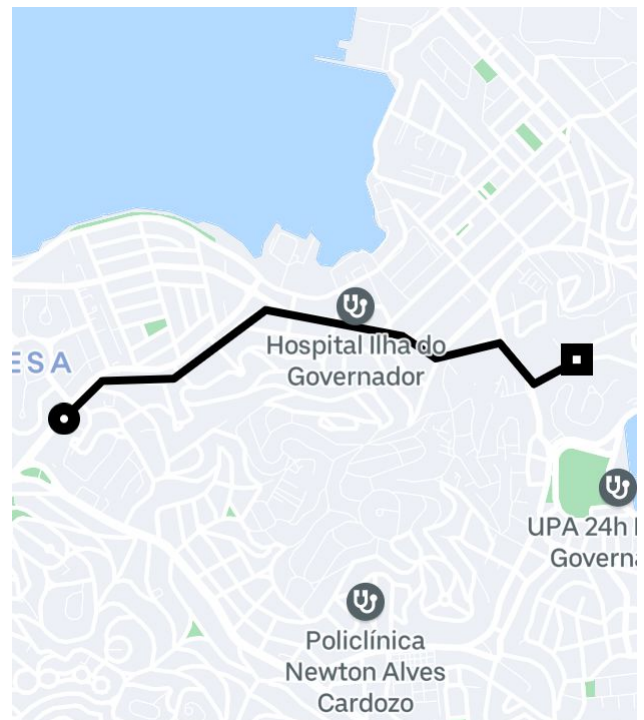 Hospital Ilha do
Governador
ESA
UPA 24h
Governa
Policlínica
Newton Alves
Cardozo